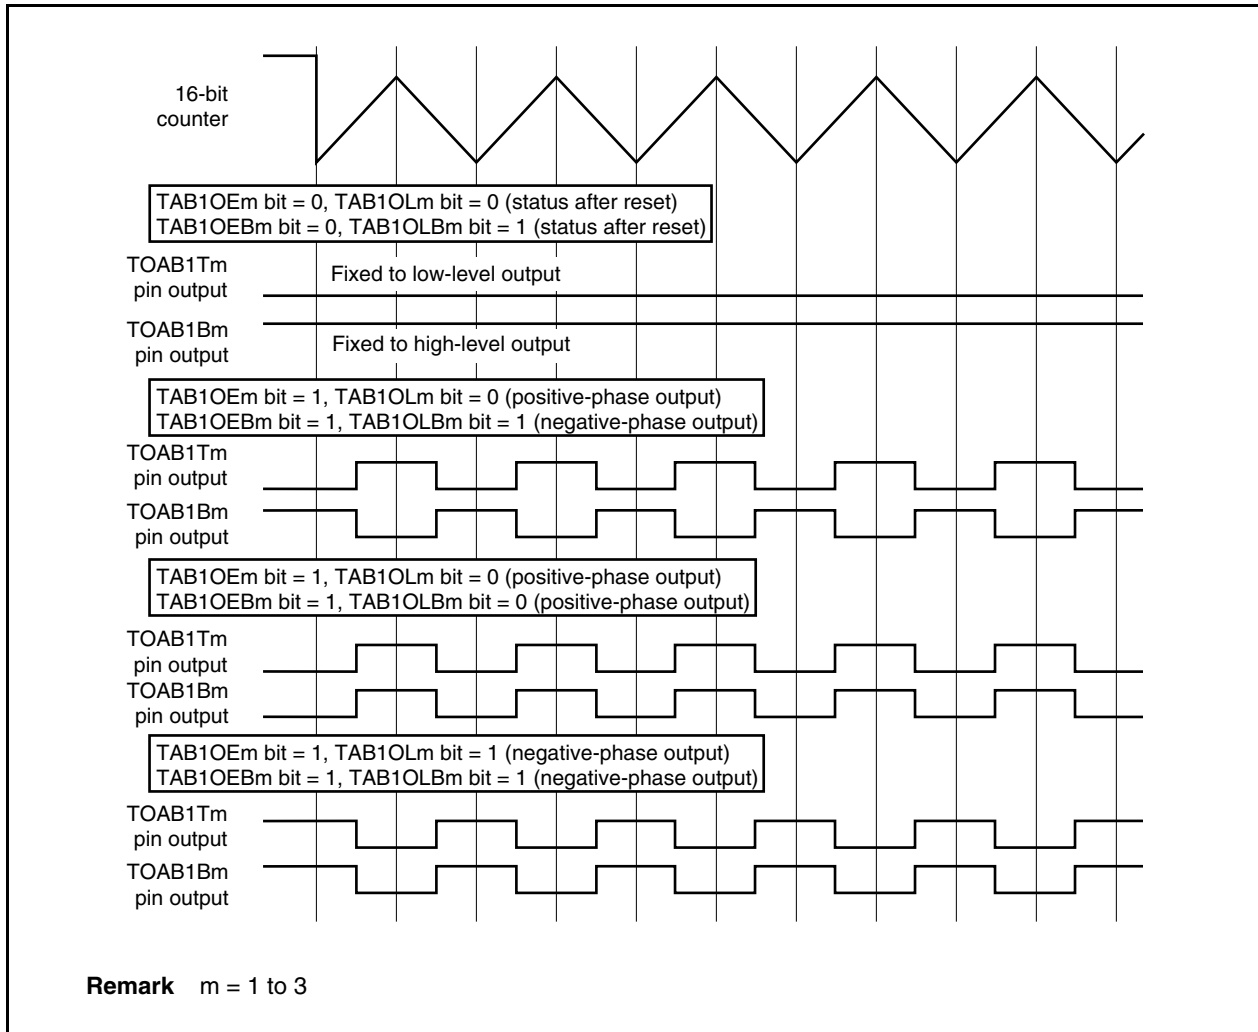 16-bit
counter
TAB1OEm bit = 0, TAB1OLm bit = 0 (status after reset)
TAB1OEBm bit = 0, TAB1OLBm bit = 1 (status after reset)
TOAB1Tm
pin output
Fixed to low-level output
TOAB1Bm
pin output
Fixed to high-level output
TAB1OEm bit = 1, TAB1OLm bit = 0 (positive-phase output)
TAB1OEBm bit = 1, TAB1OLBm bit = 1 (negative-phase output)
TOAB1Tm
pin output
TOAB1Bm
pin output
TAB1OEm bit = 1, TAB1OLm bit = 0 (positive-phase output)
TAB1OEBm bit = 1, TAB1OLBm bit = 0 (positive-phase output)
TOAB1Tm
pin output
TOAB1Bm
pin output
TAB1OEm bit = 1, TAB1OLm bit = 1 (negative-phase output)
TAB1OEBm bit = 1, TAB1OLBm bit = 1 (negative-phase output)
TOAB1Tm
pin output
TOAB1Bm
pin output
Remark m = 1 to 3